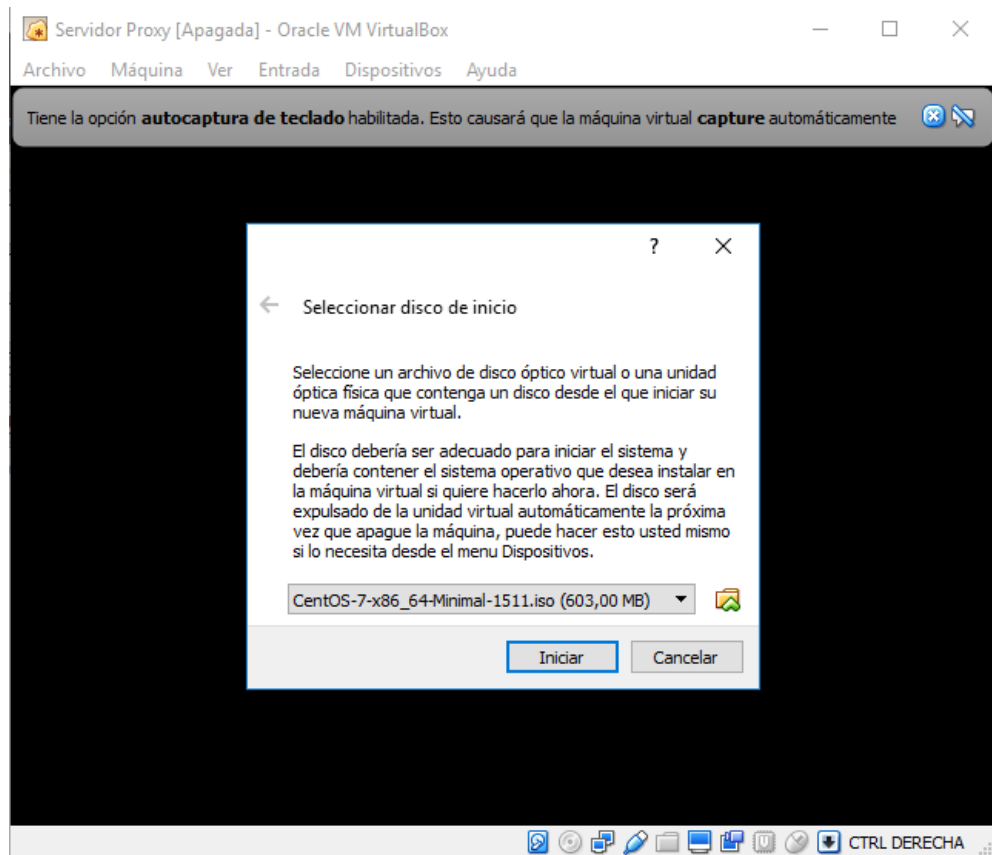 Servidor Proxy [Apagada] - Oracle VM VirtualBox
Archivo Máquina Ver Entrada Dispositivos Ayuda
Tiene la opción autocaptura de teclado habilitada. Esto causará que la máquina virtual capture automáticamente
?
Seleccionar disco de inicio
Seleccione un archivo de disco óptico virtual o una unidad
óptica física que contenga un disco desde el que iniciar su
nueva máquina virtual.
El disco debería ser adecuado para iniciar el sistema y
debería contener el sistema operativo que desea instalar en
la máquina virtual si quiere hacerlo ahora. El disco será
expulsado de la unidad virtual automáticamente la próxima
vez que apague la máquina, puede hacer esto usted mismo
si lo necesita desde el menu Dispositivos.
CentOS-7-x86_64-Minimal-1511.iso (603,00 MB)
Iniciar Cancelar
CTRL DERECHA